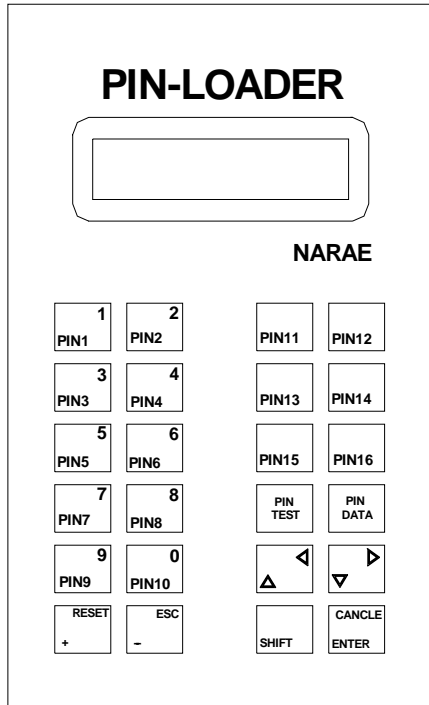 PIN-LOADER
NARAE
1 2
PIN1 PIN2 PIN11 PIN12
3 4
PIN3 PIN4 PIN13 PIN14
5 6
PIN5 PIN6 PIN15 PIN16
7 8 PIN TEST PIN DATA
PIN7 PIN8
9 0
PIN9 PIN10
RESET ESC CANCLE
+ - SHIFT ENTER